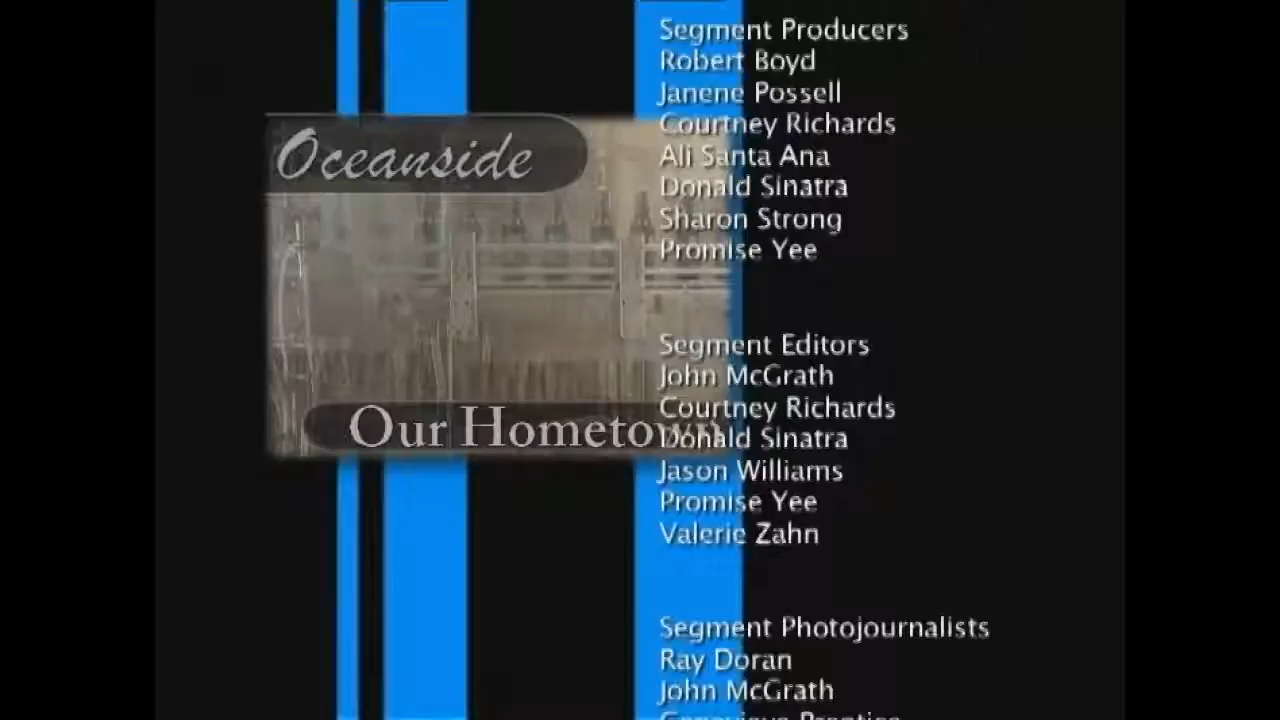 Oceanside
Our Hometown
Segment Producers
Robert Boyd
Janene Possell
Courtney Richards
Ali Santa Ana
Donald Sinatra
Sharon Strong
Promise Yee
Segment Editors
John McGrath
Courtney Richards
Donald Sinatra
Jason Williams
Promise Yee
Valerie Zahn
Segment Photojournalists
Ray Doran
John McGrath
Genevieve Prentice